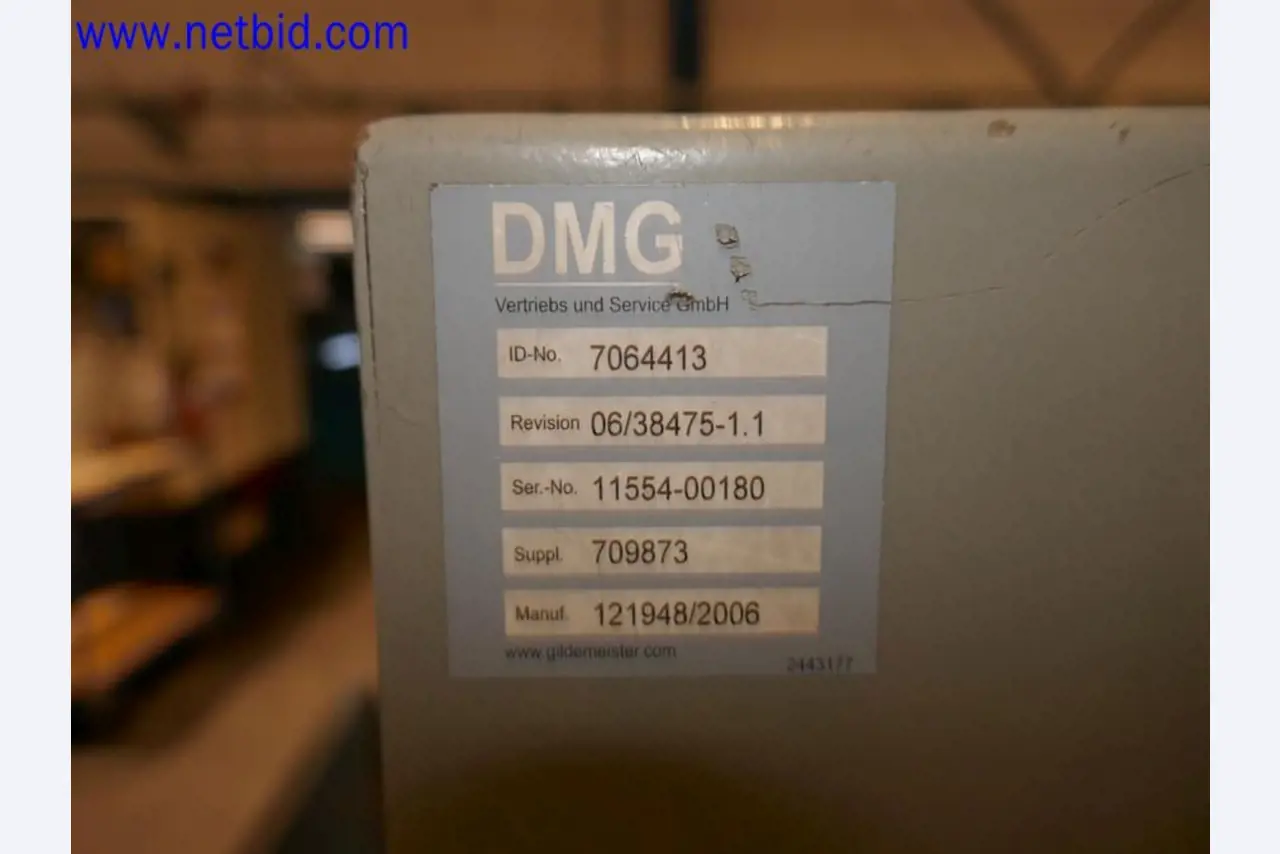 www.netbid.com
DMG
Vertriebs und Service GmbH
ID-No. 7064413
Revision 06/38475-1.1
Ser.-No. 11554-00180
Suppl. 709873
Manuf. 121948/2006
www.gildemeister.com
2443177